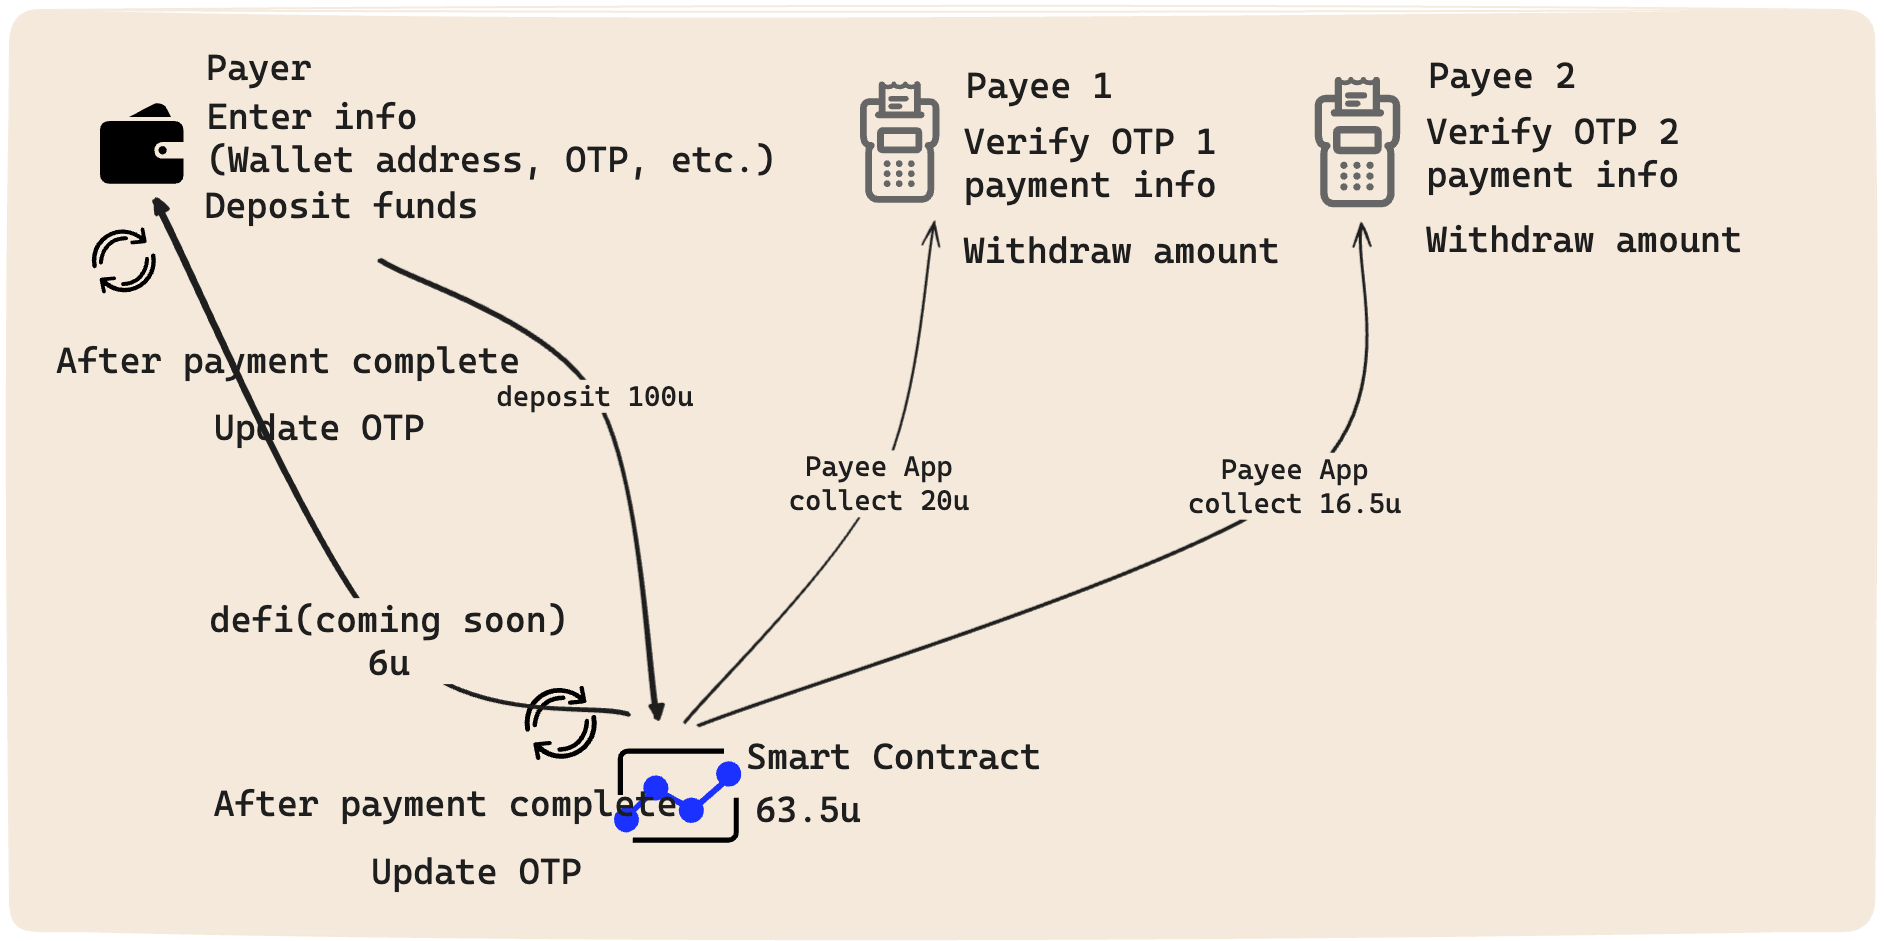 Payer
Enter info
(Wallet address, OTP, etc.)
Deposit funds
Payee 1
Verify OTP 1
payment info
Withdraw amount
Payee 2
Verify OTP 2
payment info
Withdraw amount
After payment complete
Update OTP
deposit 100u
Payee App
collect 20u
Payee App
collect 16.5u
defi(coming soon)
6u
Smart Contract
63.5u
After payment complete
Update OTP